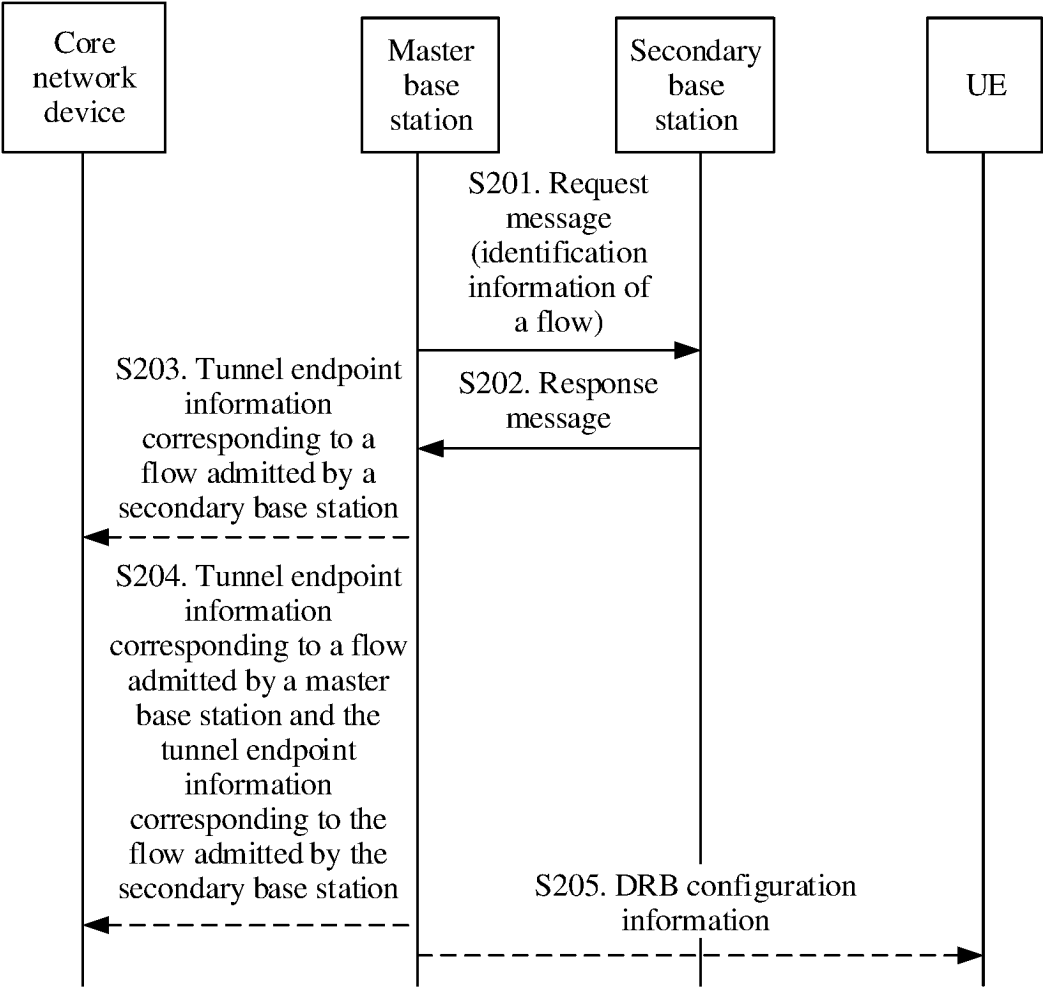 Core
network
device
Master
base
station
Secondary
base
station
UE
S201. Request
message
(identification
information of
a flow)
S203. Tunnel endpoint
information
corresponding to a
flow admitted by a
secondary base station
S202. Response
message
S204. Tunnel endpoint
information
corresponding to a flow
admitted by a master
base station and the
tunnel endpoint
information
corresponding to the
flow admitted by the
secondary base station
S205. DRB configuration
information